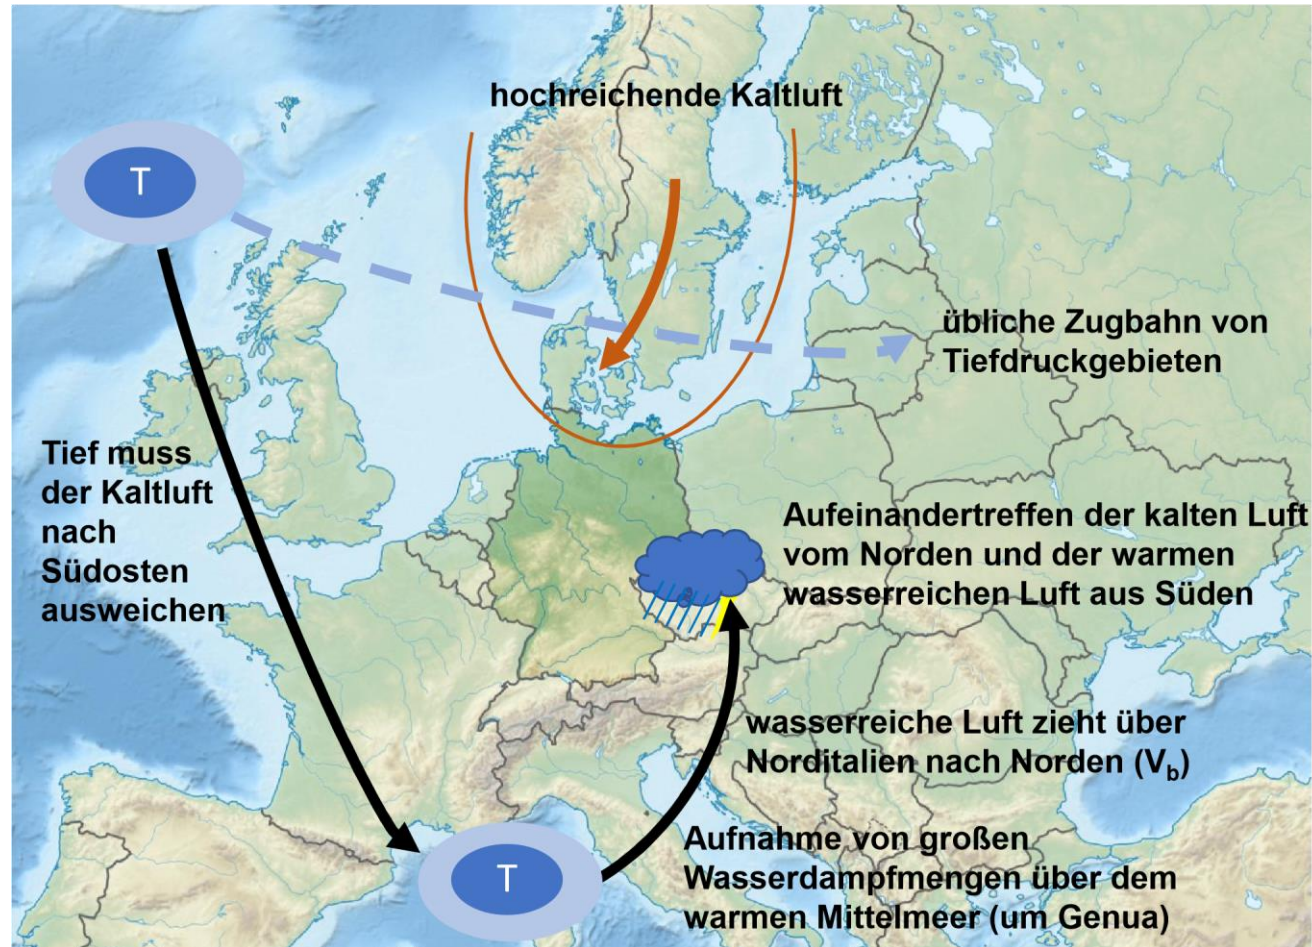 hochreichende Kaltluft
T
übliche Zugbahn von
Tiefdruckgebieten
Tief muss
der Kaltluft
nach
Südosten
ausweichen
Aufeinandertreffen der kalten Luft
vom Norden und der warmen
wasserreichen Luft aus Süden
wasserreiche Luft zieht über
Norditalien nach Norden (V_b)
Aufnahme von großen
Wasserdampfmengen über dem
warmen Mittelmeer (um Genua)
T